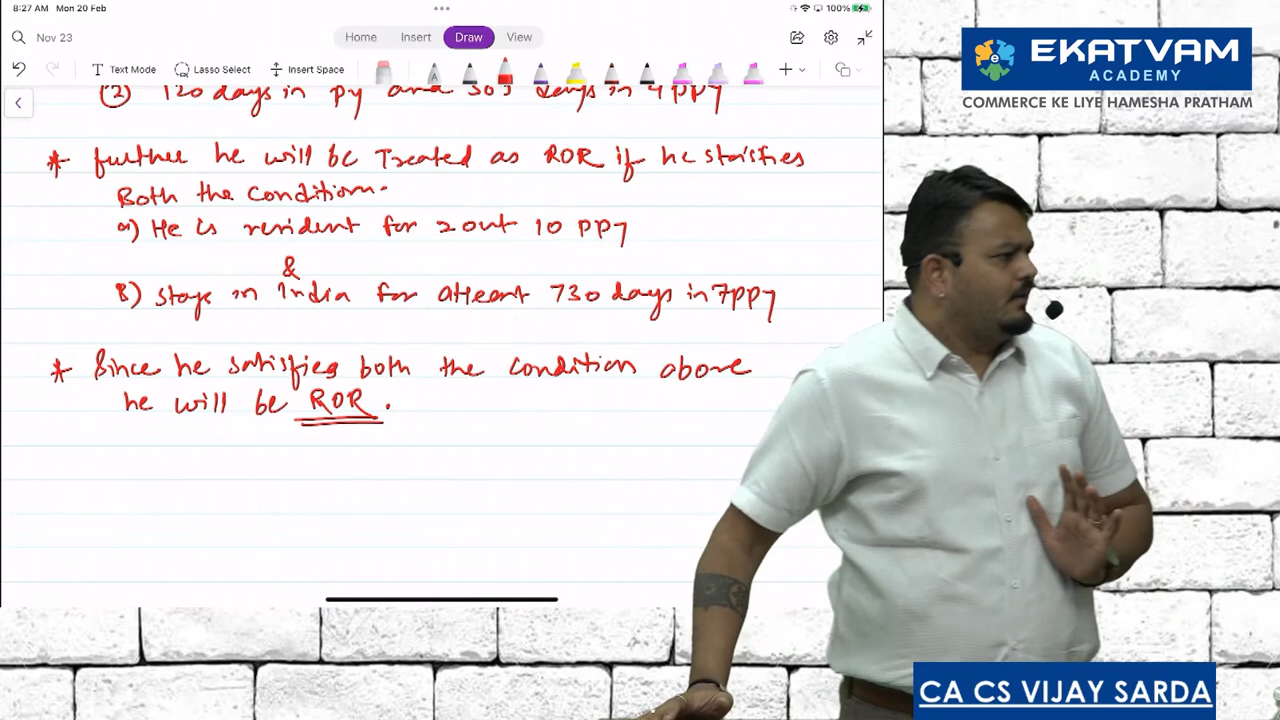 8:27 AM Mon 20 Feb
100%
Nov 23
Home Insert Draw View
Text Mode Lasso Select Insert Space
(2) 120 days in py and days in 4 ppy
* further he will be Treated as ROR if he staisfies
Both the Condition-
a) He is resident for 2 out 10 ppy
&
B) Stays in India for atleast 730 days in 7ppy
* Since he satisfies both the condition above
he will be ROR.
EKATVAM
ACADEMY
COMMERCE KE LIYE HAMESHA PRATHAM
CA CS VIJAY SARDA